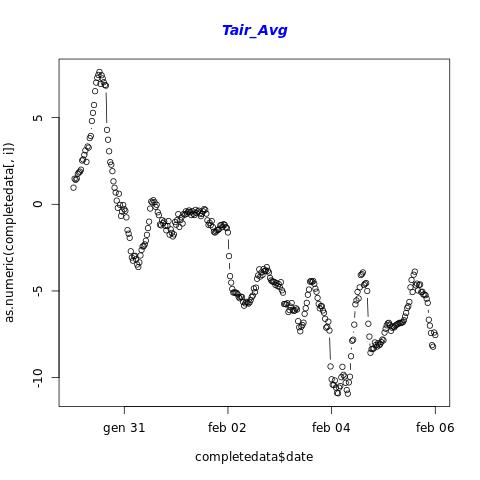 Tair_Avg
as.numeric(completedata[, i])
5
0
-5
-10
gen 31
feb 02
feb 04
feb 06
completedata$date